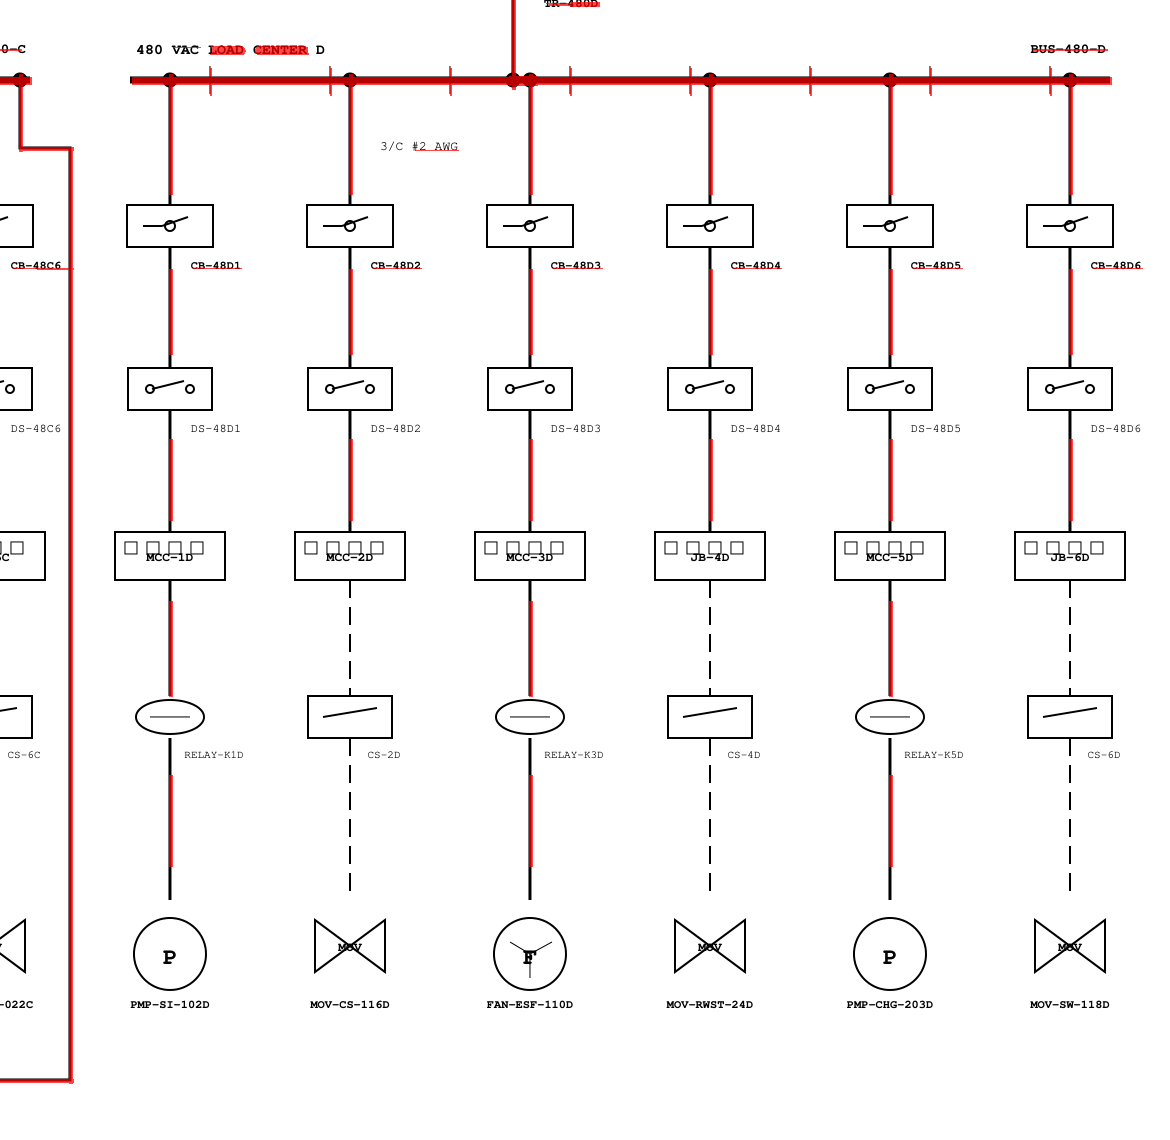 TR-480D
0-C
480 VAC LOAD CENTER D
BUS-480-D
3/C #2 AWG
CB-48C6
CB-48D1
CB-48D2
CB-48D3
CB-48D4
CB-48D5
CB-48D6
DS-48C6
DS-48D1
DS-48D2
DS-48D3
DS-48D4
DS-48D5
DS-48D6
C
MCC-1D
MCC-2D
MCC-3D
JB-4D
MCC-5D
JB-6D
CS-6C
RELAY-K1D
CS-2D
RELAY-K3D
CS-4D
RELAY-K5D
CS-6D
P
MOV
F
MOV
P
MOV
-022C
PMP-SI-102D
MOV-CS-116D
FAN-ESF-110D
MOV-RWST-24D
PMP-CHG-203D
MOV-SW-118D